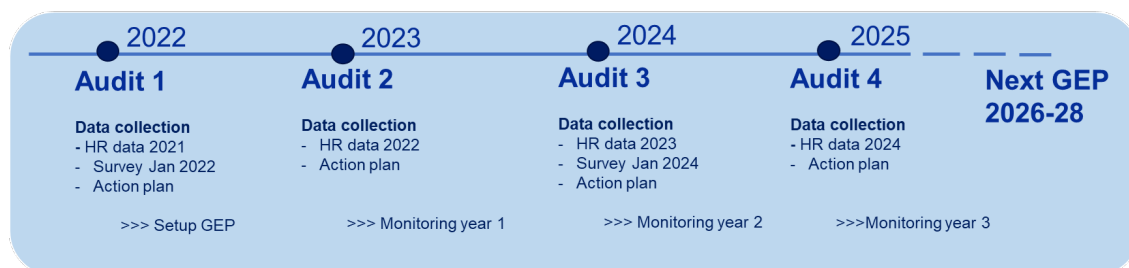 2022
Audit 1
Data collection
- HR data 2021
- Survey Jan 2022
- Action plan
>>> Setup GEP
2023
Audit 2
Data collection
- HR data 2022
- Action plan
>>> Monitoring year 1
2024
Audit 3
Data collection
- HR data 2023
- Survey Jan 2024
- Action plan
>>> Monitoring year 2
2025
Audit 4
Data collection
- HR data 2024
- Action plan
>>>Monitoring year 3
Next GEP
2026-28